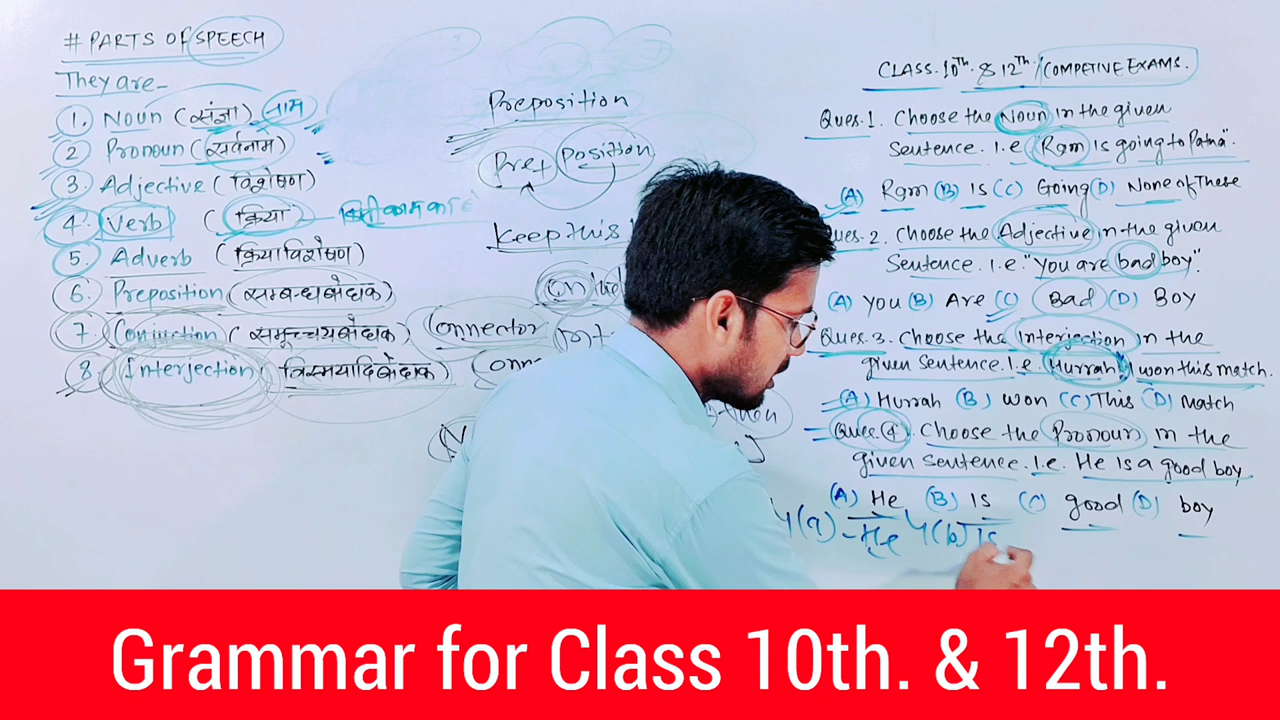 # PARTS OF SPEECH
They are-
1. Noun (संज्ञा) नाम
2 Pronoun (सर्वनाम)
3. Adjective (विशेषण)
4. Verb (क्रिया)
5. Adverb (क्रियाविशेषण)
6. Preposition (सम्बन्धबोधक)
7. Conjuction (समूच्चयबोधक) Connector
8. Interjection (विस्मयादिबोधक)
Preposition
Pre+ Position
Keep this
on
CLASS. 10Th. & 12Th / COMPETIVE EXAMS.
Ques. 1. Choose the Noun in the given
Sentence. I.e "Ram is going to Patna".
(A) Ram (B) is (C) Going (D) None of These
Ques. 2. Choose the Adjective in the given
Sentence. I.e. "You are bad boy".
(A) You (B) Are (C) Bad (D) Boy
Ques. 3. Choose the Interjection in the
given Sentence. I.e. Hurrah! I won this match.
(A) Hurrah (B) won (C) This (D) Match
Ques. 4. Choose the Pronoun in the
given sentence. I.e. He is a good boy
(A) He (B) Is (C) good (D) boy
4(a) - He 4(b) Is
Grammar for Class 10th. & 12th.